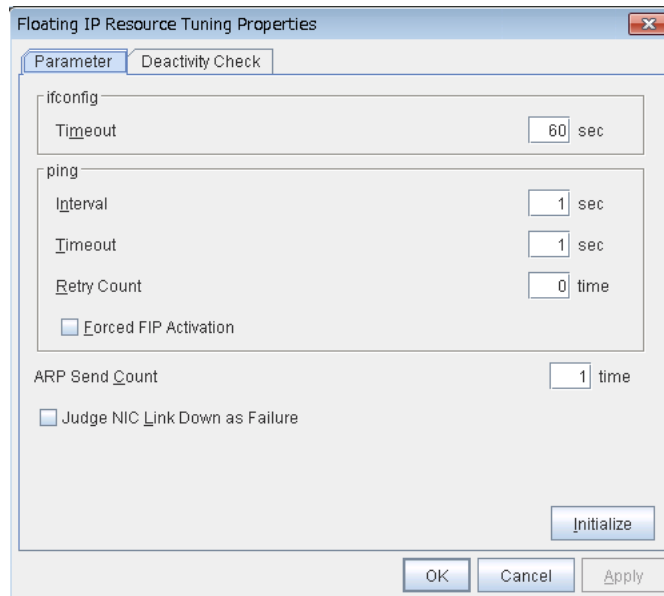 Floating IP Resource Tuning Properties
Parameter Deactivity Check
ifconfig
Timeout 60 sec
ping
Interval 1 sec
Timeout 1 sec
Retry Count 0 time
Forced FIP Activation
ARP Send Count 1 time
Judge NIC Link Down as Failure
Initialize
OK Cancel Apply